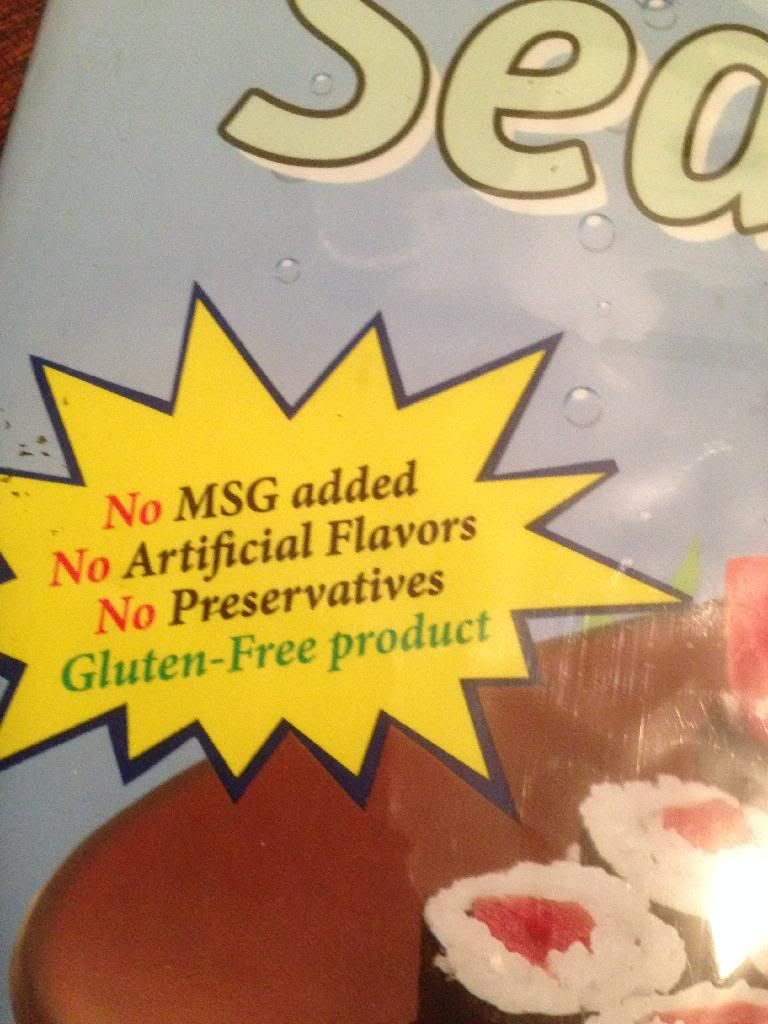 Sea
No MSG added
No Artificial Flavors
No Preservatives
Gluten-Free product